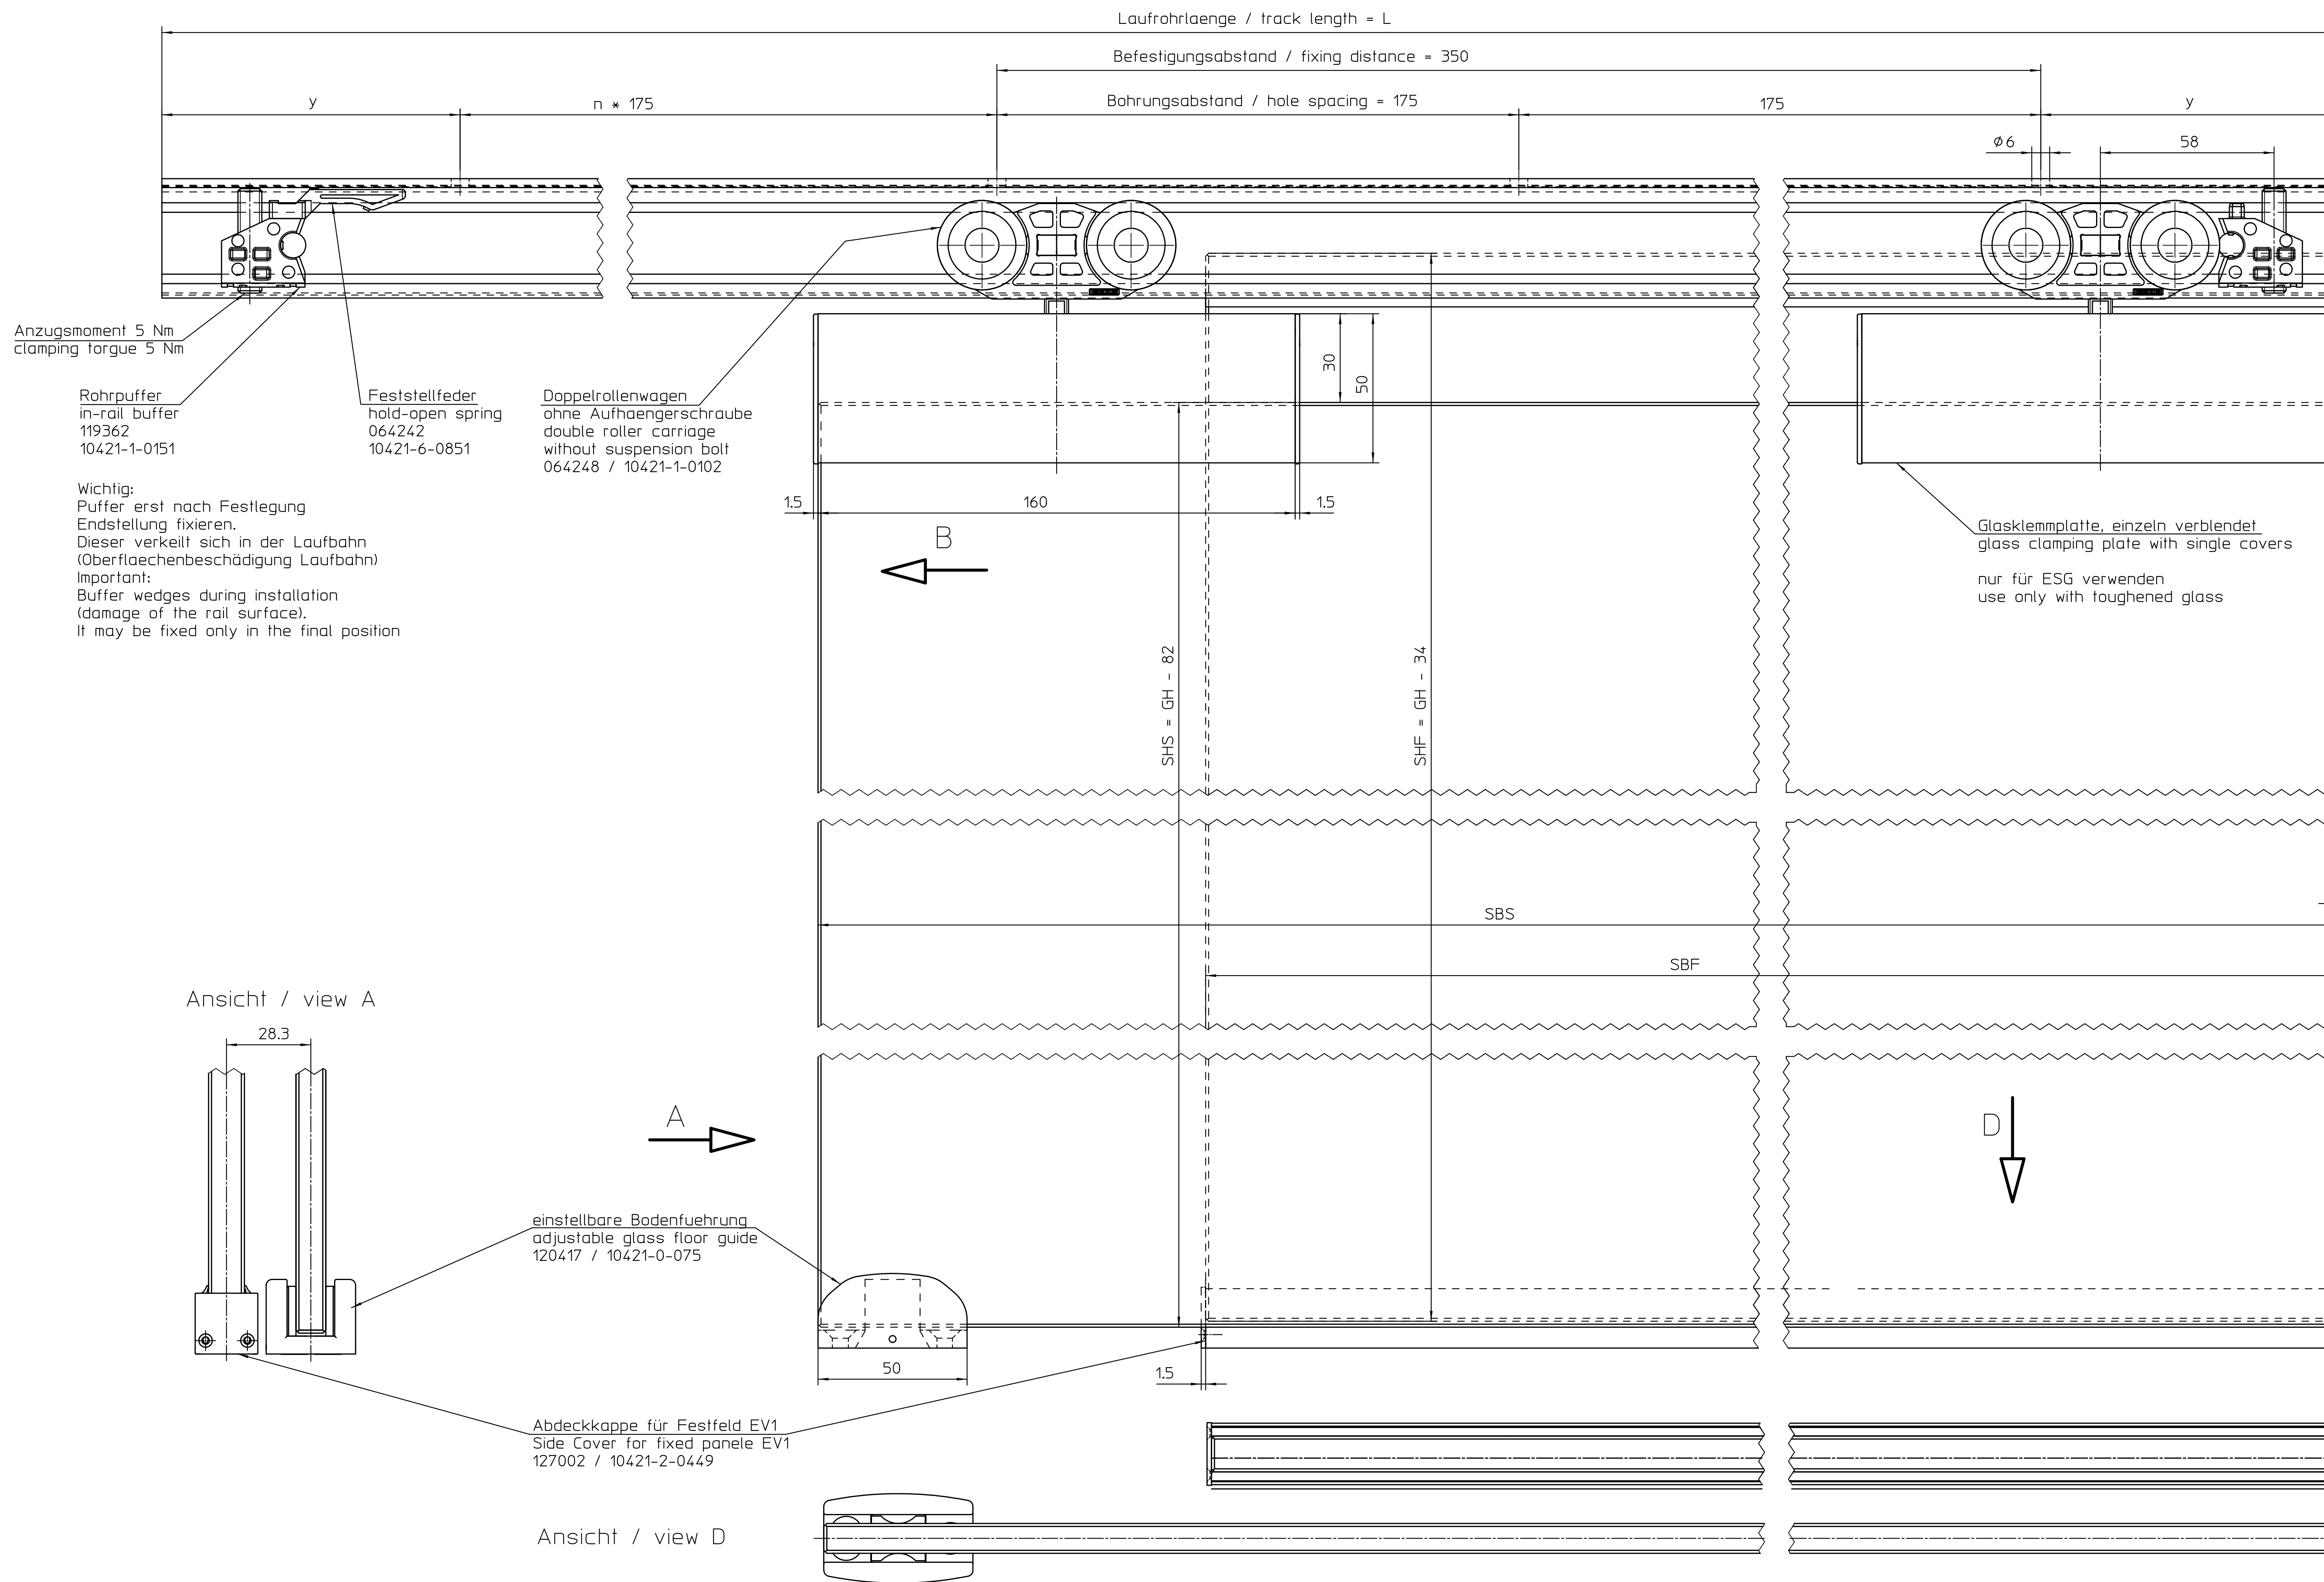 Laufrohrlaenge / track length = L
Befestigungsabstand / fixing distance = 350
y
n * 175
Bohrungsabstand / hole spacing = 175
175
y
ø6
58
Anzugsmoment 5 Nm
clamping torgue 5 Nm
Rohrpuffer
in-rail buffer
119362
10421-1-0151
Feststellfeder
hold-open spring
064242
10421-6-0851
Doppelrollenwagen
ohne Aufhaengerschraube
double roller carriage
without suspension bolt
064248 / 10421-1-0102
30
50
1.5
160
1.5
Wichtig:
Puffer erst nach Festlegung
Endstellung fixieren.
Dieser verkeilt sich in der Laufbahn
(Oberflaechenbeschädigung Laufbahn)
Important:
Buffer wedges during installation
(damage of the rail surface).
It may be fixed only in the final position
B
Glasklemmplatte, einzeln verblendet
glass clamping plate with single covers
nur für ESG verwenden
use only with toughened glass
SHS = GH - 82
SHF = GH - 34
SBS
SBF
Ansicht / view A
28.3
A
D
einstellbare Bodenfuehrung
adjustable glass floor guide
120417 / 10421-0-075
50
1.5
Abdeckkappe für Festfeld EV1
Side Cover for fixed panele EV1
127002 / 10421-2-0449
Ansicht / view D